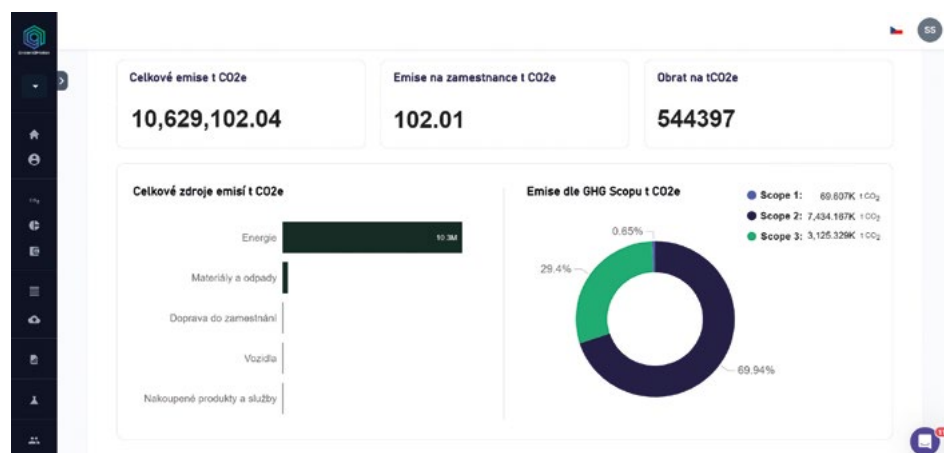 SS
Celkové emise t CO2e
Emise na zamestnance t CO2e
Obrat na tCO2e
10,629,102.04
102.01
544397
Celkové zdroje emisí t CO2e
Energie
10.3M
Materiály a odpady
Doprava do zamestnání
Vozidla
Nakoupené produkty a služby
Emise dle GHG Scopu t CO2e
Scope 1: 69.607K tCO₂
Scope 2: 7,434.167K tCO₂
Scope 3: 3,125.329K tCO₂
0.65%
29.4%
69.94%